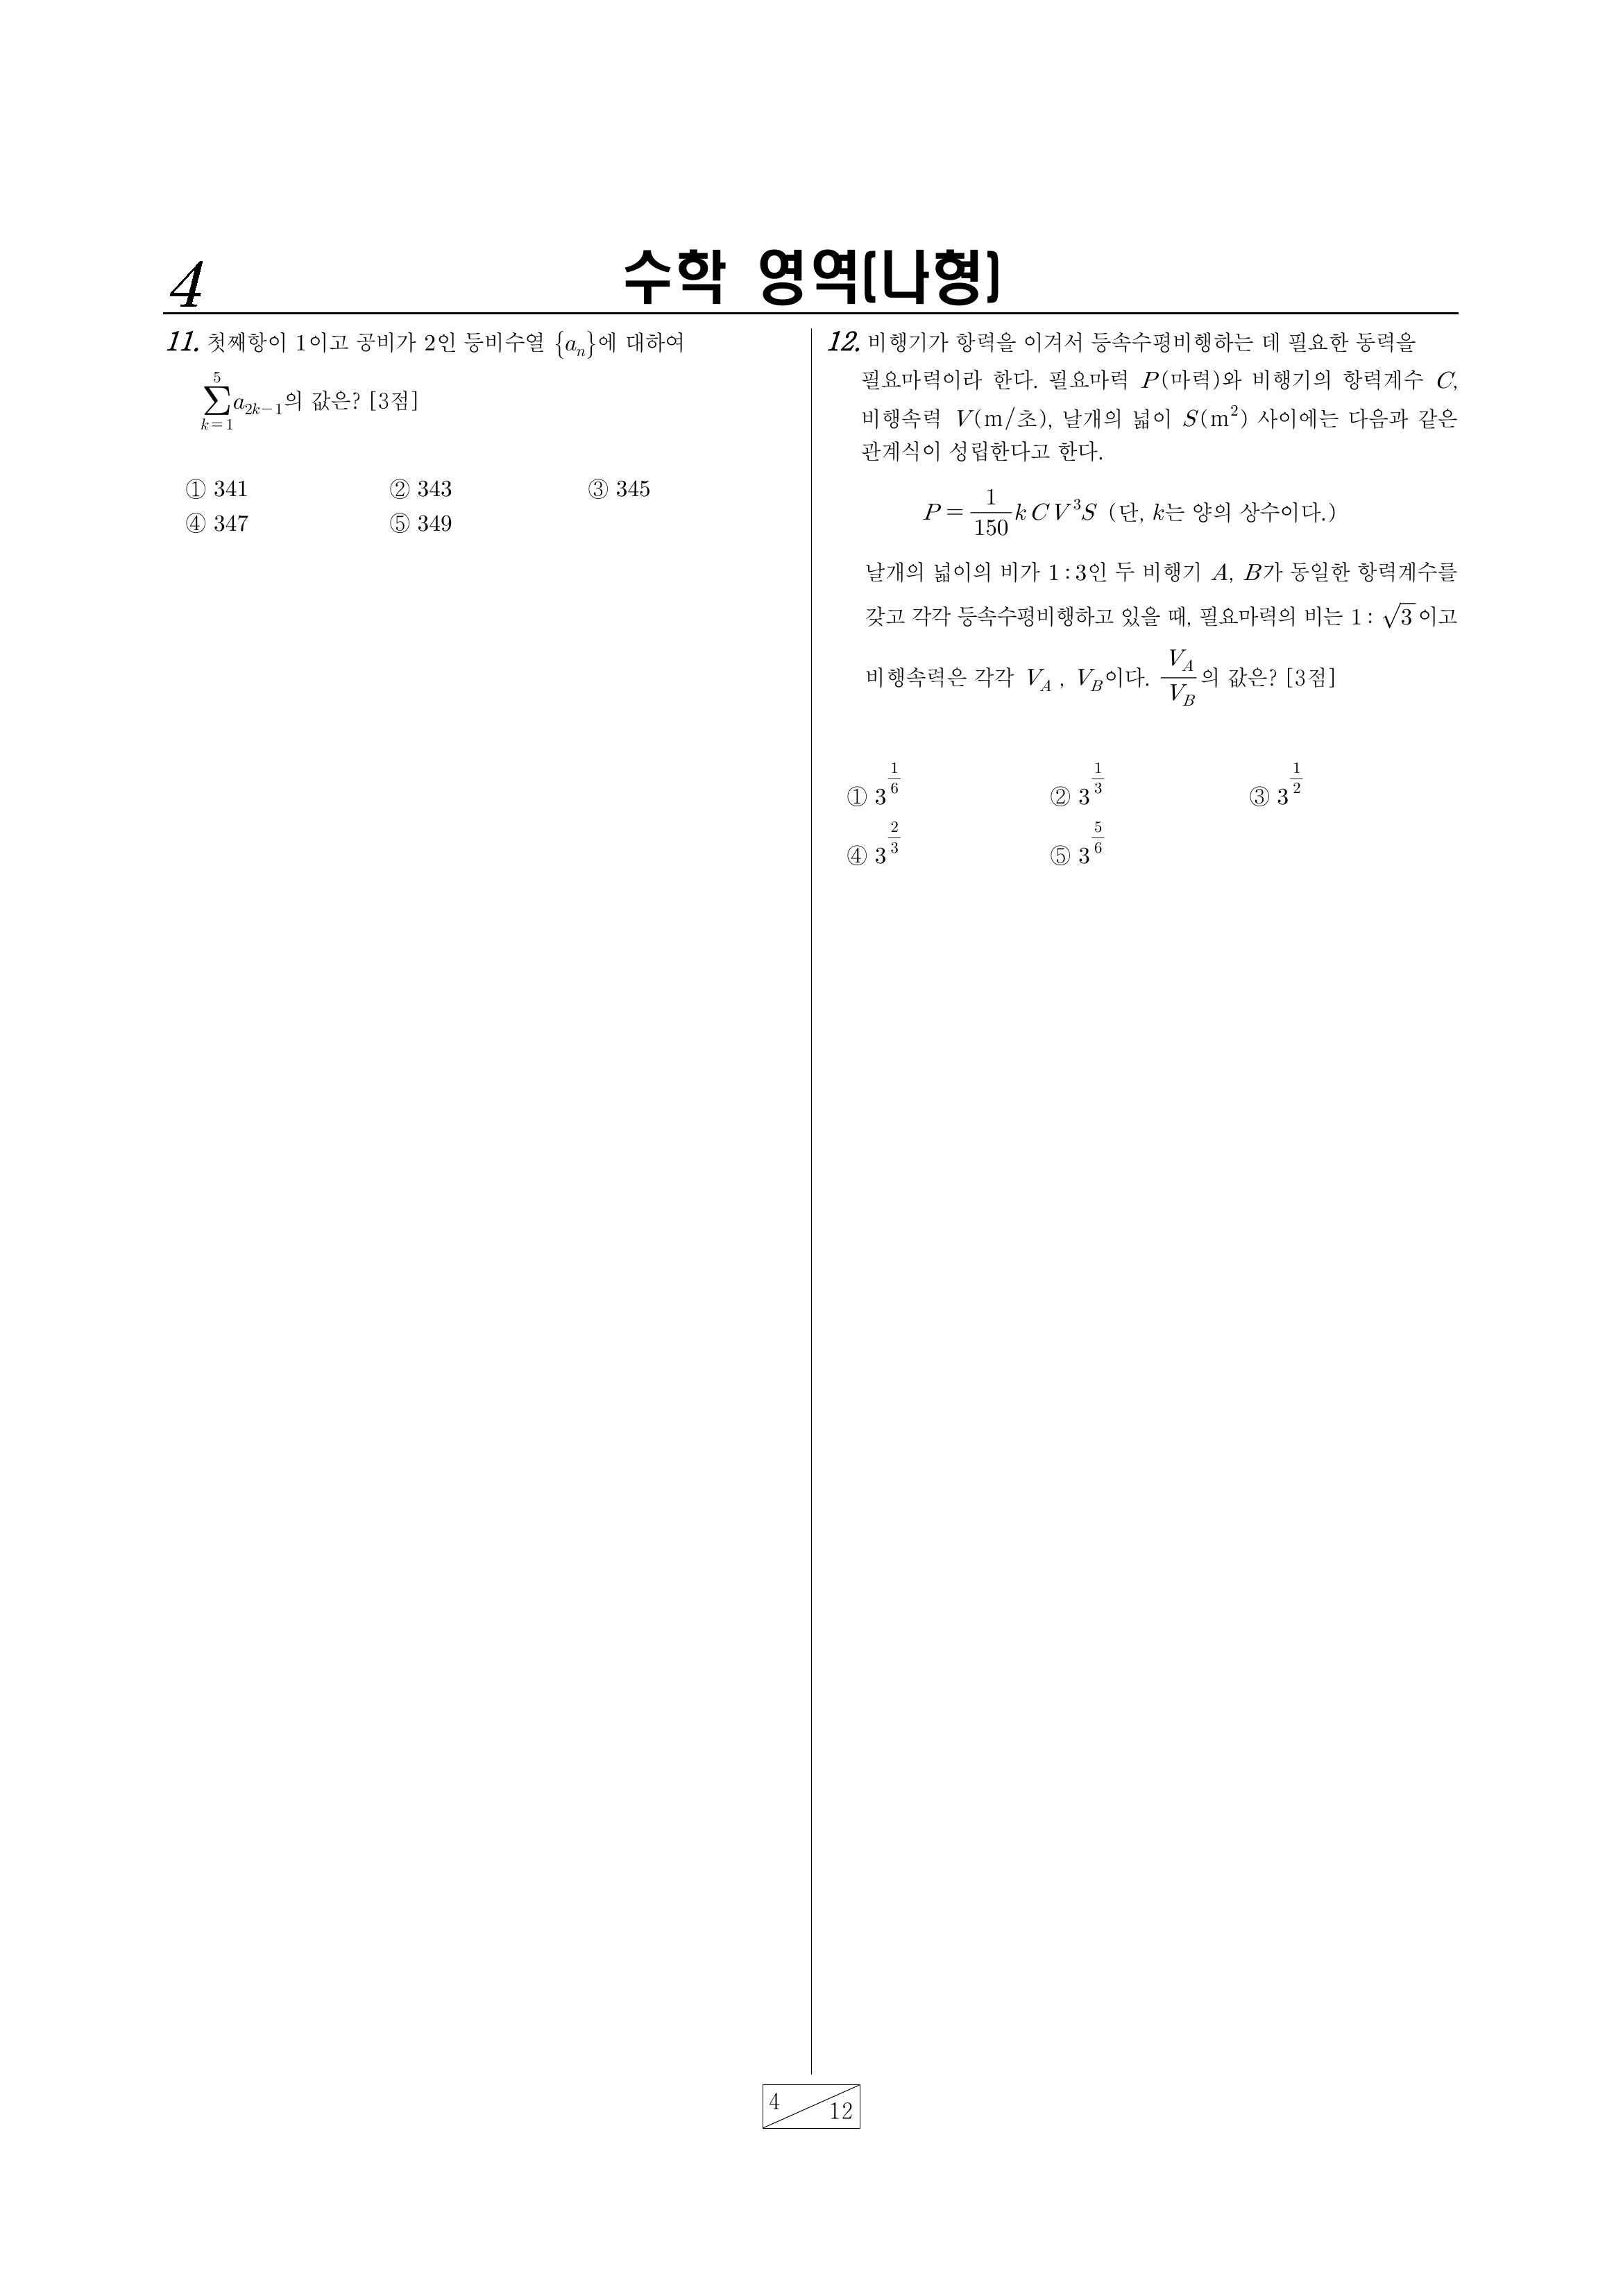 4
수학 영역(나형)
11. 첫째항이 1이고 공비가 2인 등비수열 {aₙ}에 대하여
$\sum_{k=1}^{5} a_{2k-1}$의 값은? [3점]
① 341 ② 343 ③ 345
④ 347 ⑤ 349
12. 비행기가 항력을 이겨서 등속수평비행하는 데 필요한 동력을
필요마력이라 한다. 필요마력 P(마력)와 비행기의 항력계수 C,
비행속력 V(m/초), 날개의 넓이 S(m²) 사이에는 다음과 같은
관계식이 성립한다고 한다.
$P = \frac{1}{150} k C V^3 S$ (단, k는 양의 상수이다.)
날개의 넓이의 비가 1 : 3인 두 비행기 A, B가 동일한 항력계수를
갖고 각각 등속수평비행하고 있을 때, 필요마력의 비는 1 : √3 이고
비행속력은 각각 $V_A$, $V_B$이다. $\frac{V_A}{V_B}$의 값은? [3점]
① $3^{\frac{1}{6}}$ ② $3^{\frac{1}{3}}$ ③ $3^{\frac{1}{2}}$
④ $3^{\frac{2}{3}}$ ⑤ $3^{\frac{5}{6}}$
4
12